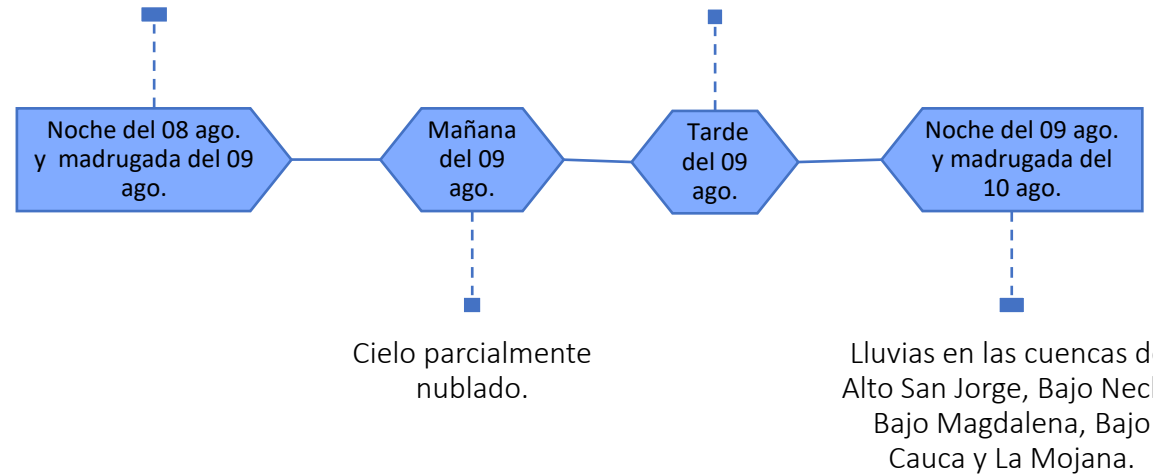 Noche del 08 ago.
y madrugada del 09
ago.
Mañana
del 09
ago.
Tarde
del 09
ago.
Noche del 09 ago.
y madrugada del
10 ago.
Cielo parcialmente
nublado.
Lluvias en las cuencas
Alto San Jorge, Bajo
Bajo Magdalena, Bajo
Cauca y La Mojana.